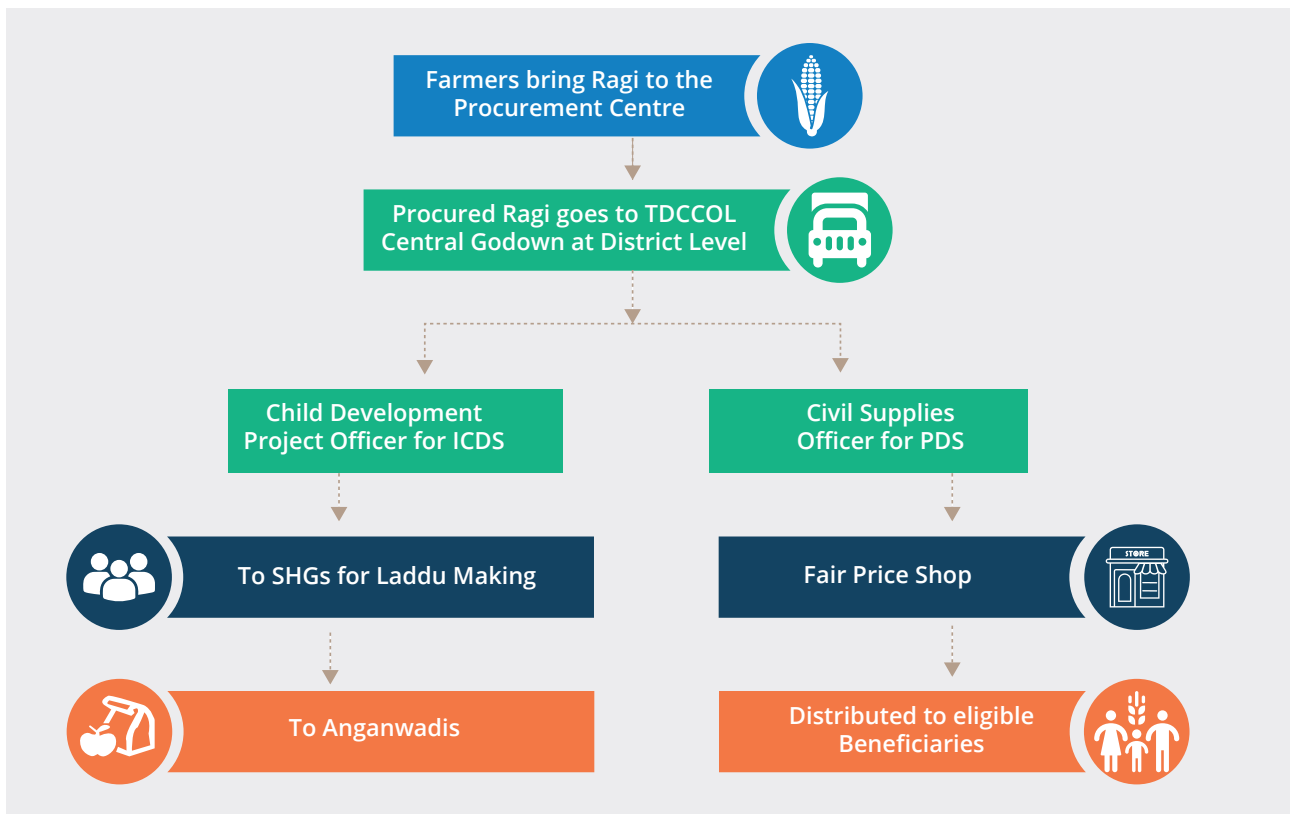 Farmers bring Ragi to the
Procurement Centre
Procured Ragi goes to TDCCOL
Central Godown at District Level
Child Development
Project Officer for ICDS
Civil Supplies
Officer for PDS
To SHGs for Laddu Making
Fair Price Shop
STORE
To Anganwadis
Distributed to eligible
Beneficiaries